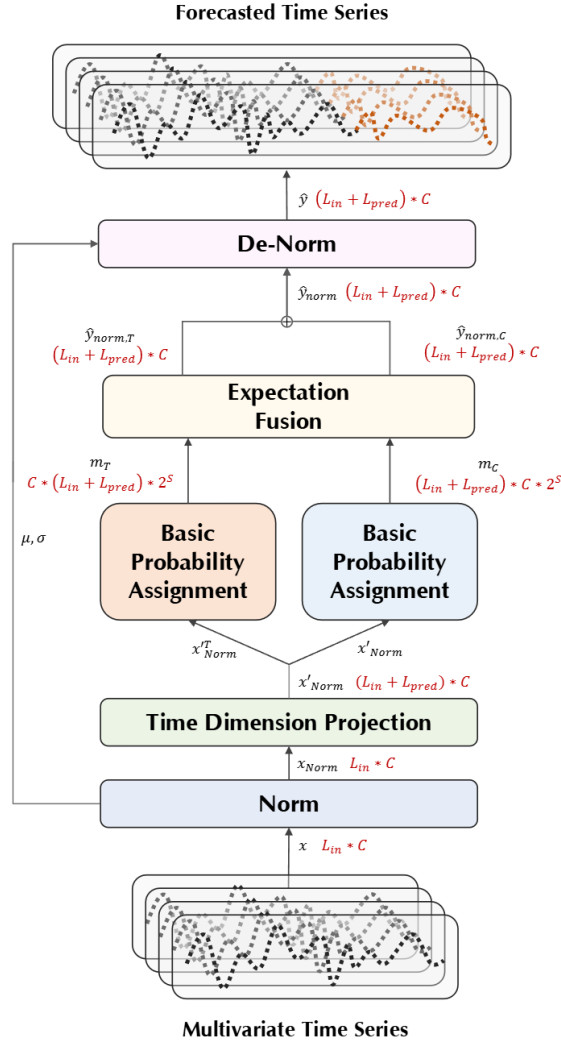 Forecasted Time Series
ŷ (L_in + L_pred) * C
De-Norm
ŷ_norm (L_in + L_pred) * C
⊕
ŷ_norm,T
(L_in + L_pred) * C
ŷ_norm,C
(L_in + L_pred) * C
Expectation
Fusion
m_T
C * (L_in + L_pred) * 2^S
m_C
(L_in + L_pred) * C * 2^S
Basic
Probability
Assignment
Basic
Probability
Assignment
μ, σ
x'^T_Norm
x'_Norm
x'_Norm (L_in + L_pred) * C
Time Dimension Projection
x_Norm L_in * C
Norm
x L_in * C
Multivariate Time Series